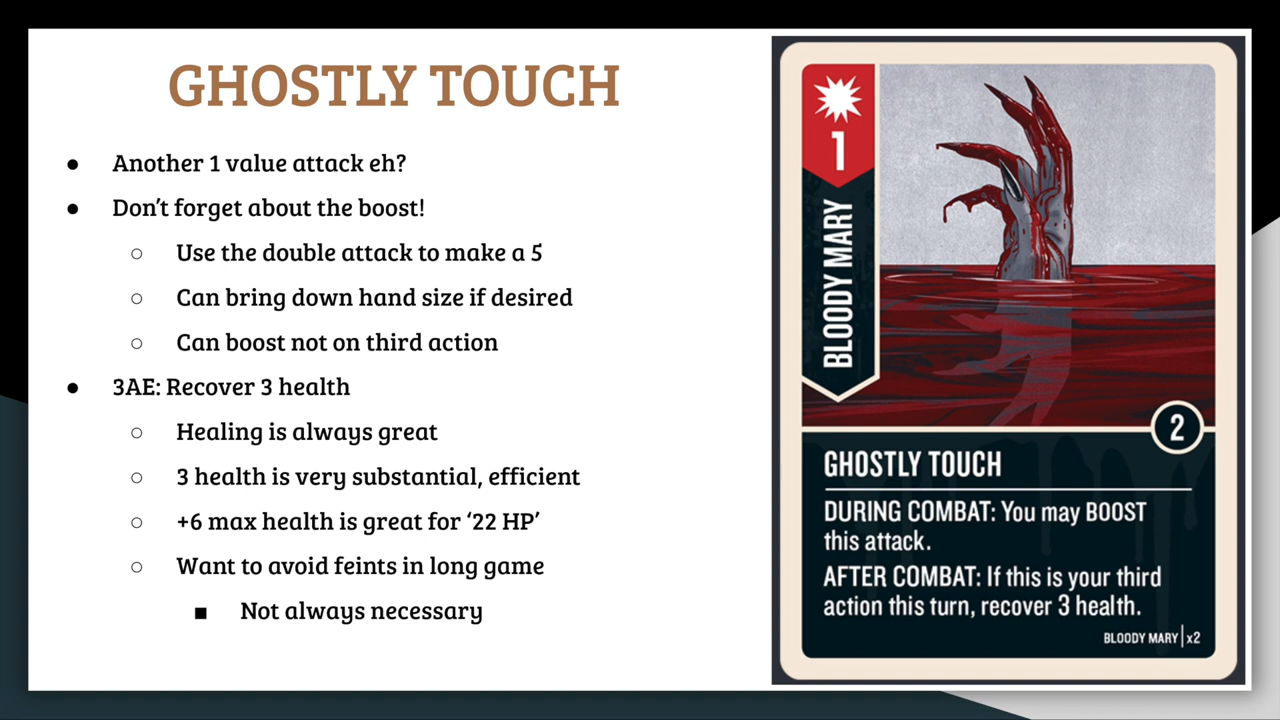 GHOSTLY TOUCH
● Another 1 value attack eh?
● Don't forget about the boost!
○ Use the double attack to make a 5
○ Can bring down hand size if desired
○ Can boost not on third action
● 3AE: Recover 3 health
○ Healing is always great
○ 3 health is very substantial, efficient
○ +6 max health is great for ‘22 HP’
○ Want to avoid feints in long game
■ Not always necessary
1
BLOODY MARY
2
GHOSTLY TOUCH
DURING COMBAT: You may BOOST
this attack.
AFTER COMBAT: If this is your third
action this turn, recover 3 health.
BLOODY MARY | x2